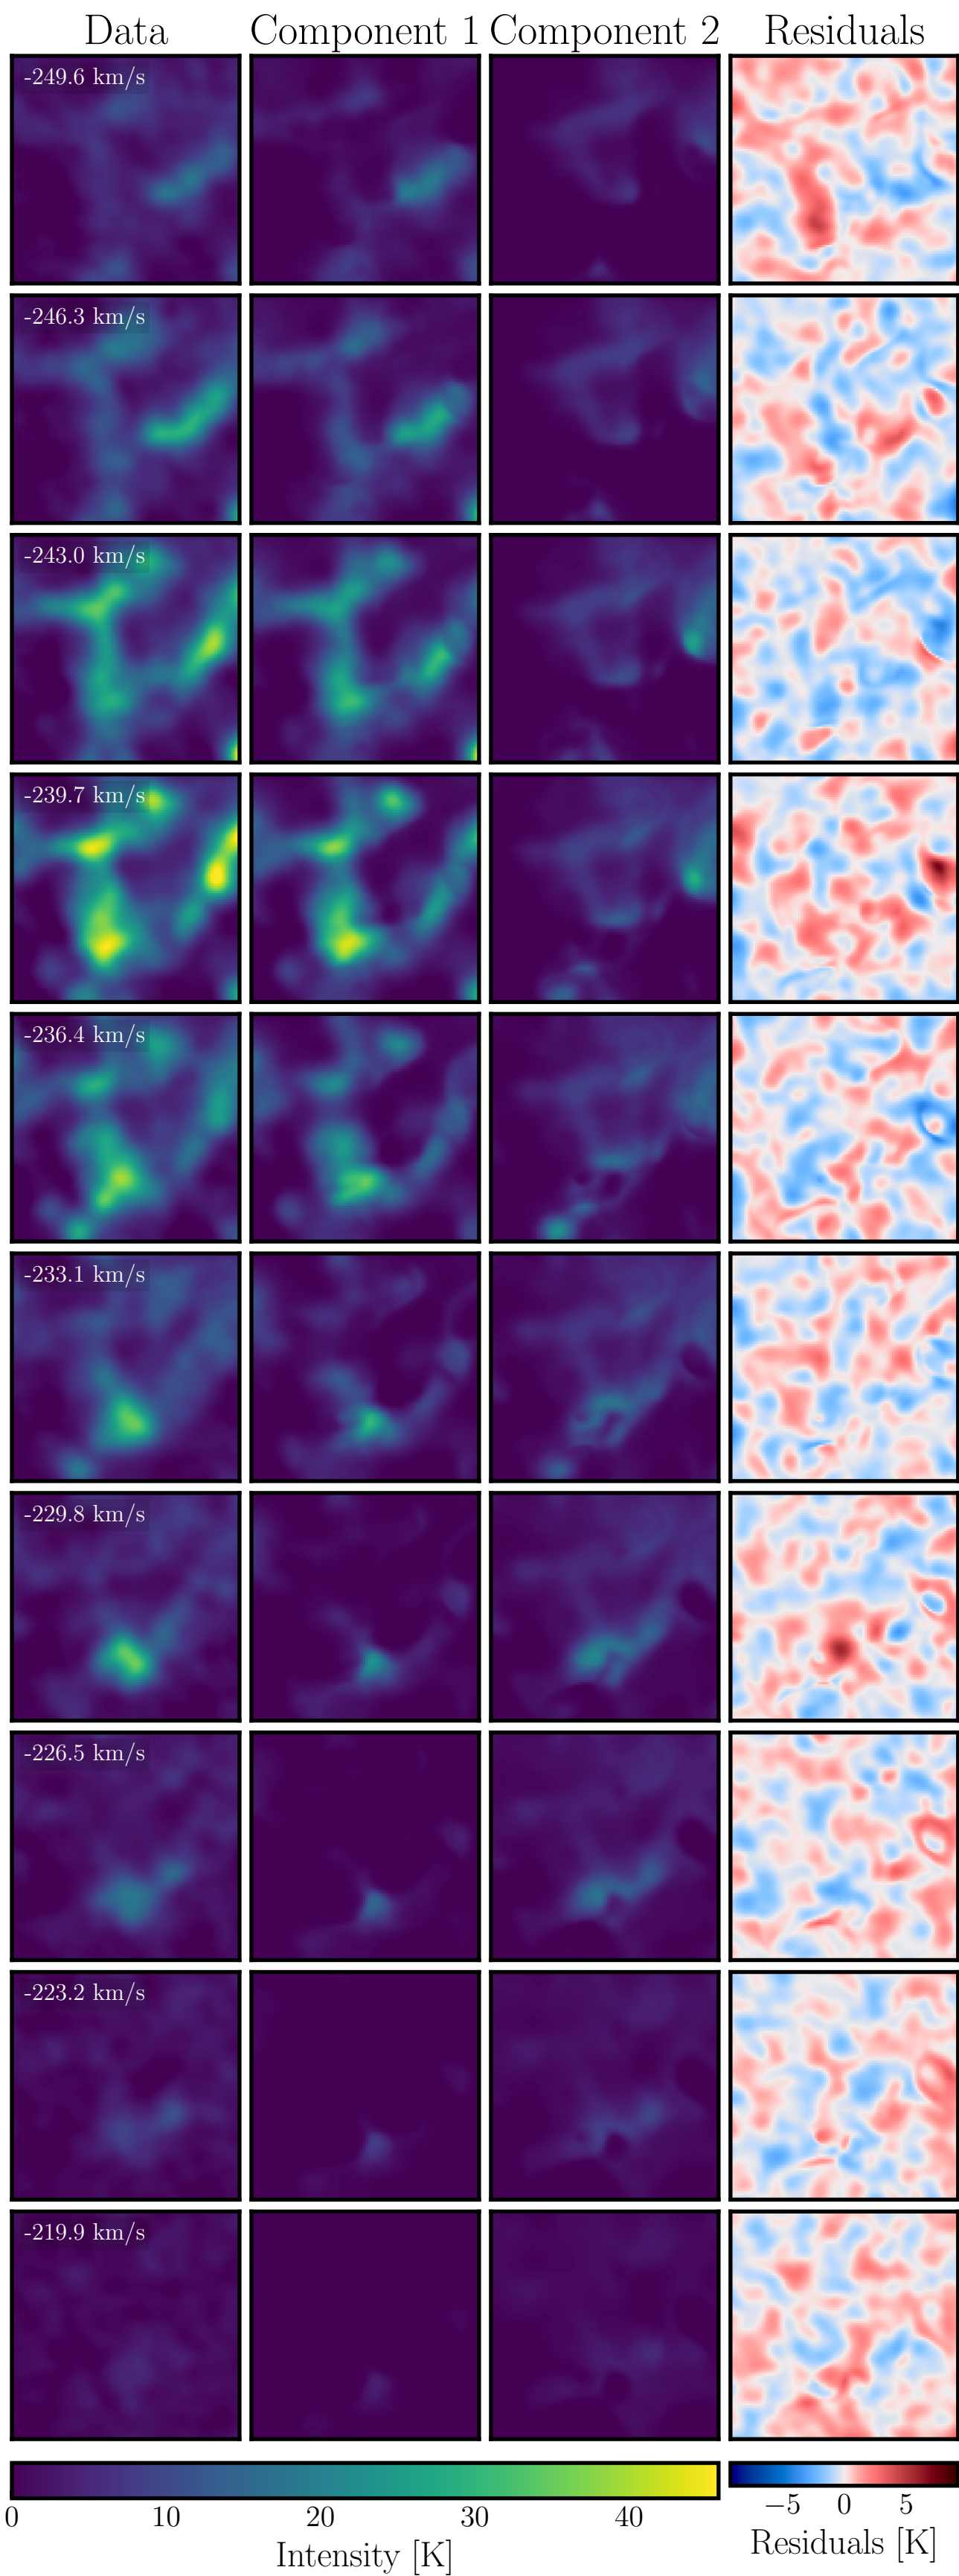 Data Component 1 Component 2 Residuals
-249.6 km/s
-246.3 km/s
-243.0 km/s
-239.7 km/s
-236.4 km/s
-233.1 km/s
-229.8 km/s
-226.5 km/s
-223.2 km/s
-219.9 km/s
0 10 20 30 40 −5 0 5
Intensity [K] Residuals [K]